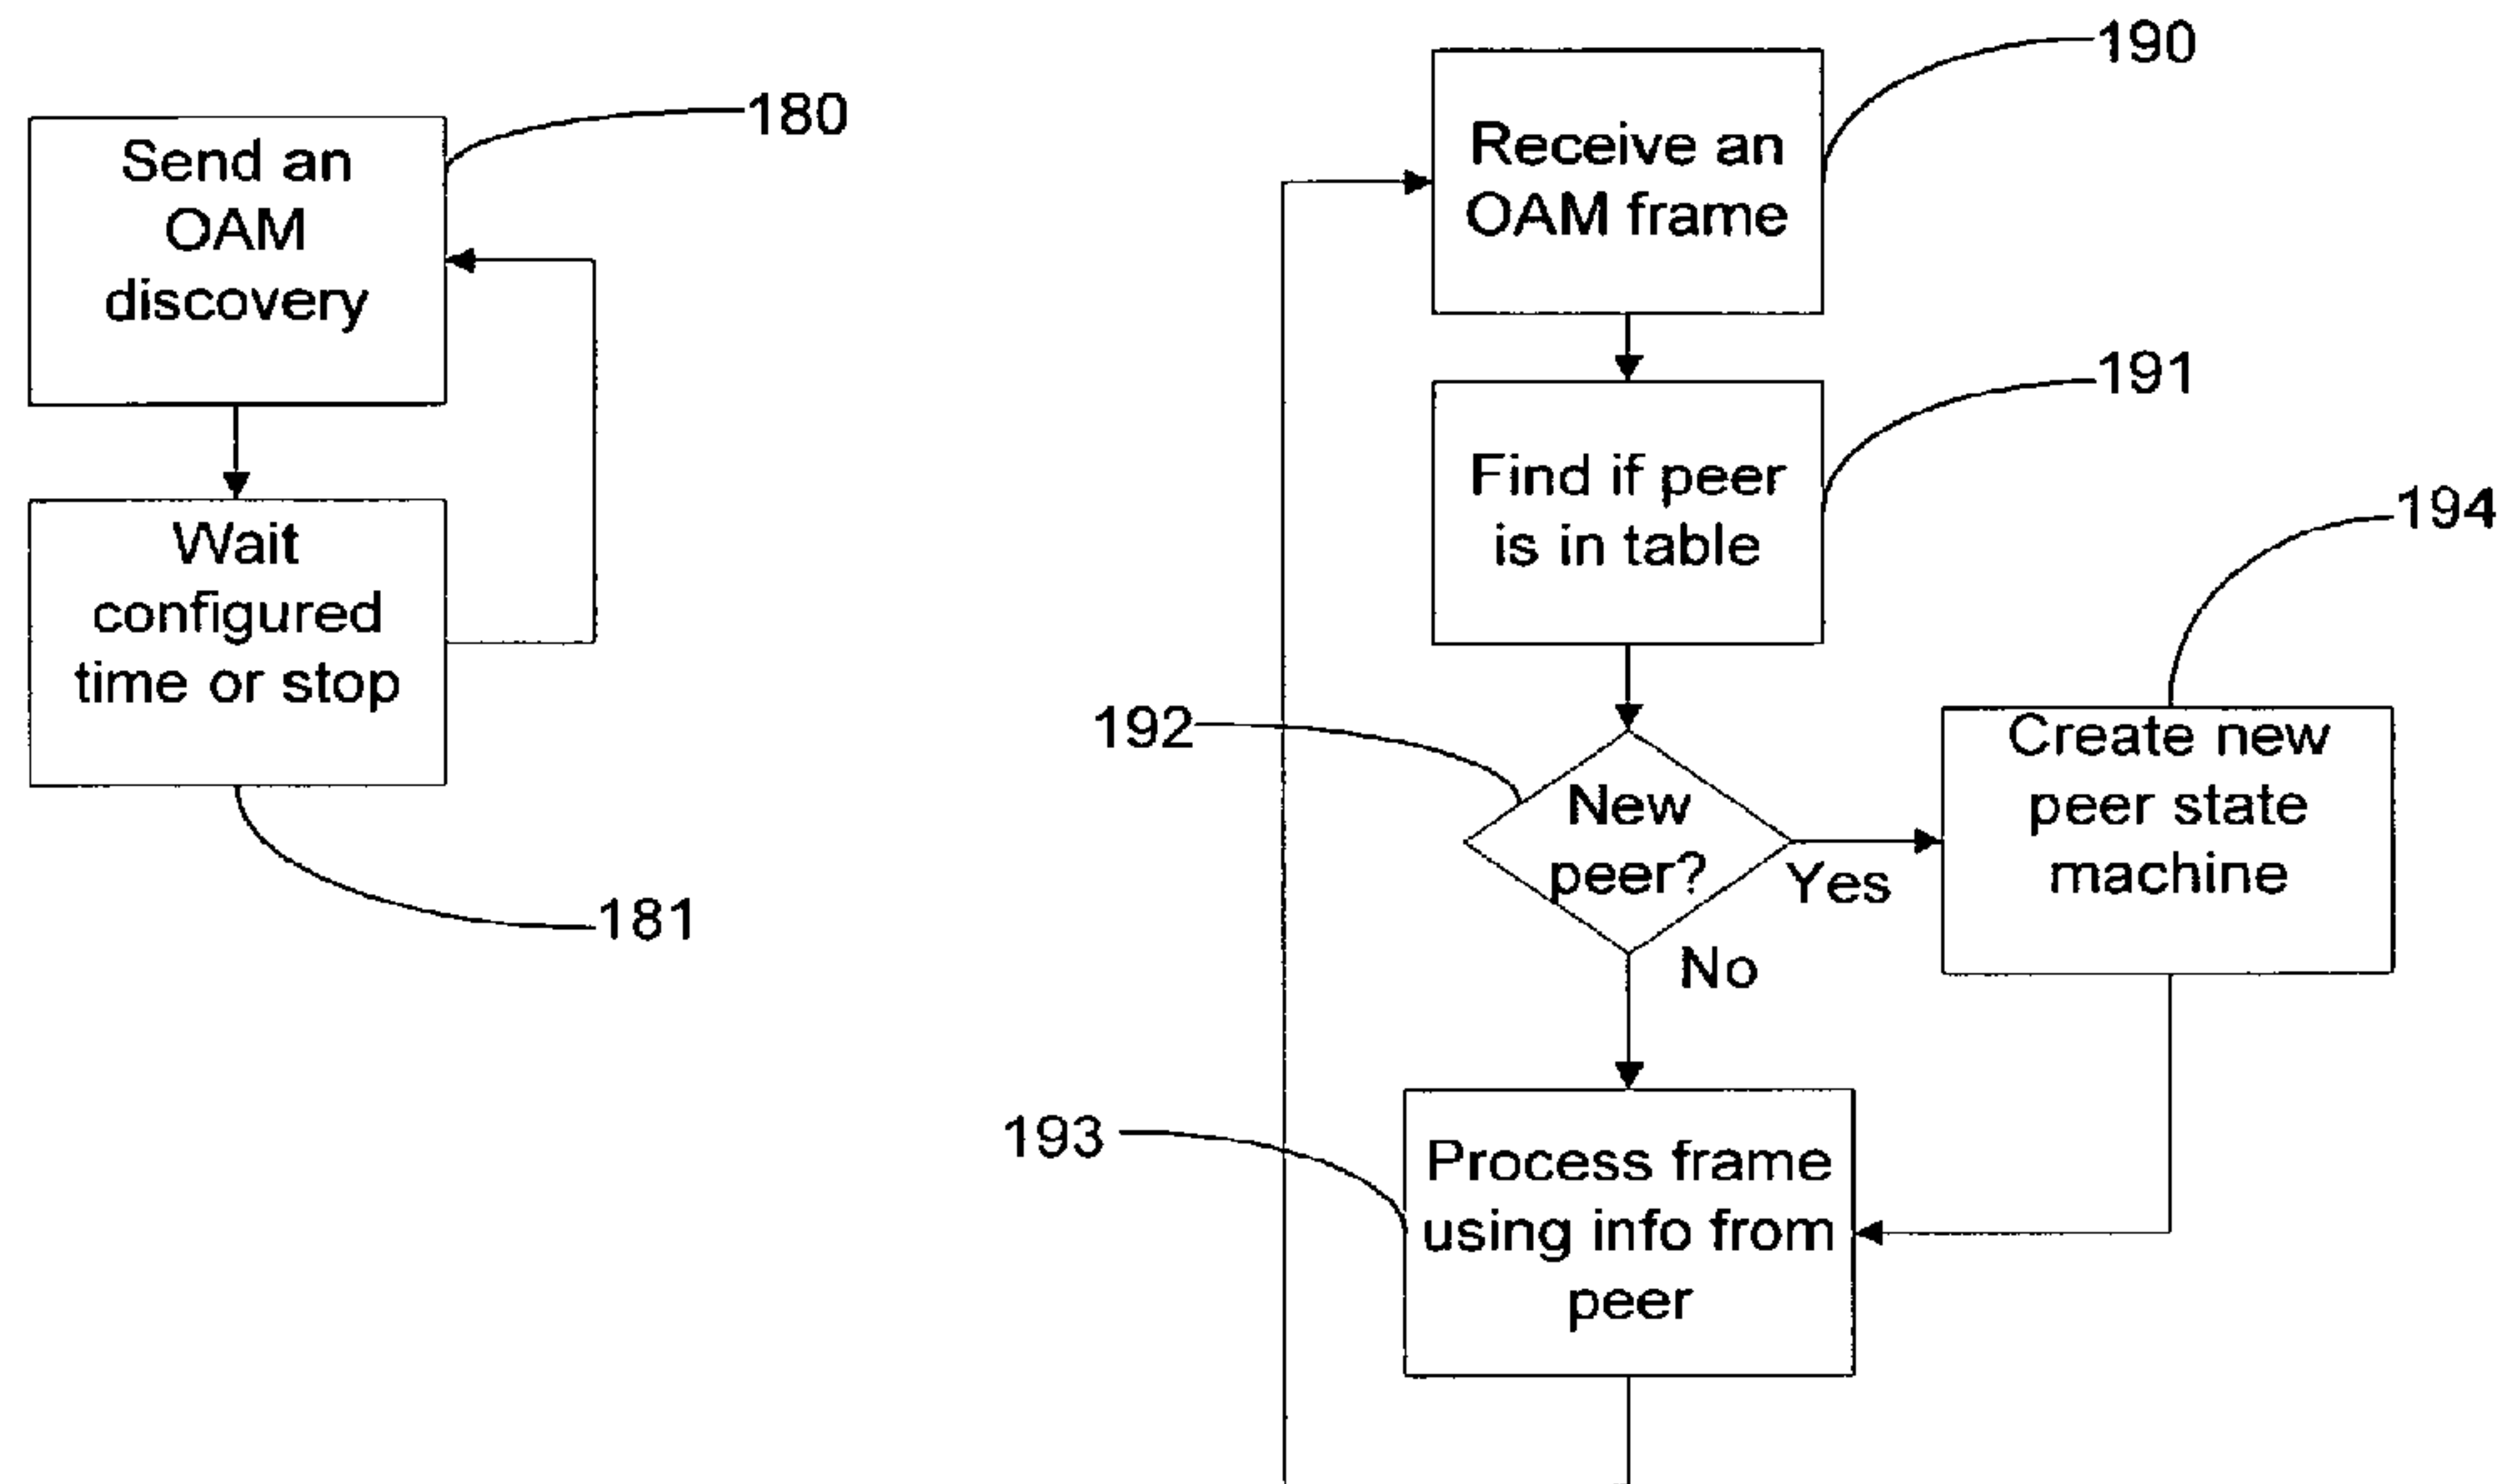 180
Send an
OAM
discovery
Wait
configured
time or stop
181
190
Receive an
OAM frame
191
Find if peer
is in table
192
New
peer?
Yes
No
194
Create new
peer state
machine
193
Process frame
using info from
peer